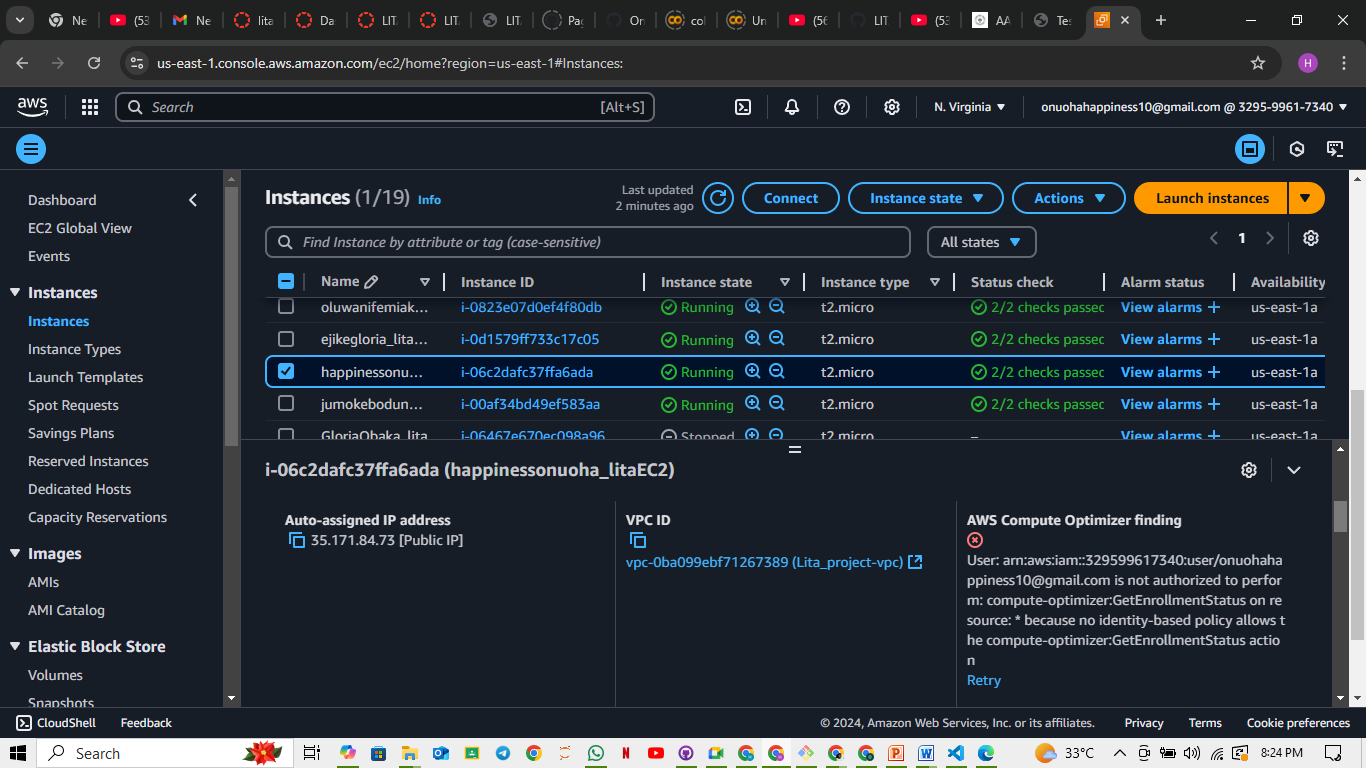 Ne
(53
Ne
lita
Da
LIT
LIT
LIT
Pa
On
col
Un
(56
LIT
(53
AA
Tes
us-east-1.console.aws.amazon.com/ec2/home?region=us-east-1#Instances:
H
aws
Search
[Alt+S]
N. Virginia
onuohahappiness10@gmail.com @ 3295-9961-7340
Dashboard
EC2 Global View
Events
Instances
Instances
Instance Types
Launch Templates
Spot Requests
Savings Plans
Reserved Instances
Dedicated Hosts
Capacity Reservations
Images
AMIs
AMI Catalog
Elastic Block Store
Volumes
Snapshots
Instances (1/19) Info
Last updated
2 minutes ago
Connect
Instance state
Actions
Launch instances
Find Instance by attribute or tag (case-sensitive)
All states
1
Name Instance ID Instance state Instance type Status check Alarm status Availability
oluwanifemiak... i-0823e07d0ef4f80db Running t2.micro 2/2 checks passec View alarms + us-east-1a
ejikegloria_lita... i-0d1579ff733c17c05 Running t2.micro 2/2 checks passec View alarms + us-east-1a
happinessonu... i-06c2dafc37ffa6ada Running t2.micro 2/2 checks passec View alarms + us-east-1a
jumokebodun... i-00af34bd49ef583aa Running t2.micro 2/2 checks passec View alarms + us-east-1a
GloriaObaka_lita i-06467e670ec098a96 Stopped t2.micro – View alarms + us-east-1a
i-06c2dafc37ffa6ada (happinessonuoha_litaEC2)
Auto-assigned IP address
35.171.84.73 [Public IP]
VPC ID
vpc-0ba099ebf71267389 (Lita_project-vpc)
AWS Compute Optimizer finding
User: arn:aws:iam::329599617340:user/onuohaha
ppiness10@gmail.com is not authorized to perfor
m: compute-optimizer:GetEnrollmentStatus on re
source: * because no identity-based policy allows t
he compute-optimizer:GetEnrollmentStatus actio
n
Retry
CloudShell
Feedback
© 2024, Amazon Web Services, Inc. or its affiliates.
Privacy
Terms
Cookie preferences
Search
33°C
8:24 PM